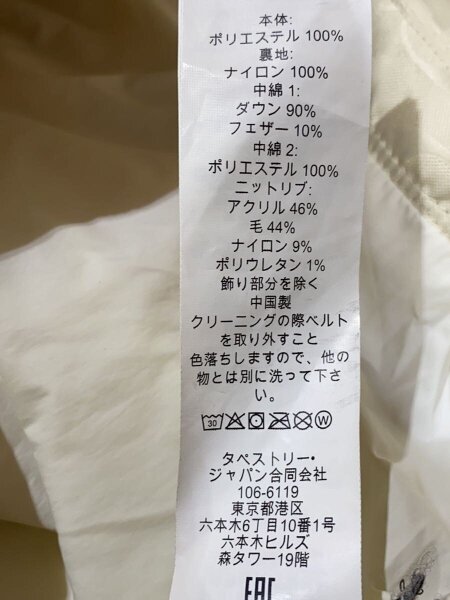 本体:
ポリエステル 100%
裏地:
ナイロン 100%
中綿 1:
ダウン 90%
フェザー 10%
中綿 2:
ポリエステル 100%
ニットリブ:
アクリル 46%
毛 44%
ナイロン 9%
ポリウレタン 1%
飾り部分を除く
中国製
クリーニングの際ベルト
を取り外すこと
色落ちしますので、他の
物とは別に洗って下さ
い。
30 W
タペストリー・
ジャパン合同会社
106-6119
東京都港区
六本木6丁目10番1号
六本木ヒルズ
森タワー19階
EAC